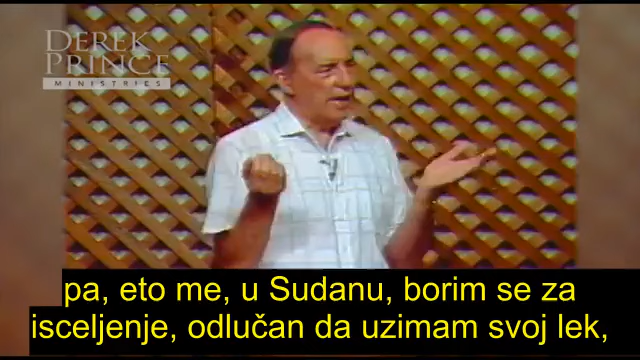 DEREK
PRINCE
MINISTRIES
pa, eto me, u Sudanu, borim se za
isceljenje, odlučan da uzimam svoj lek,